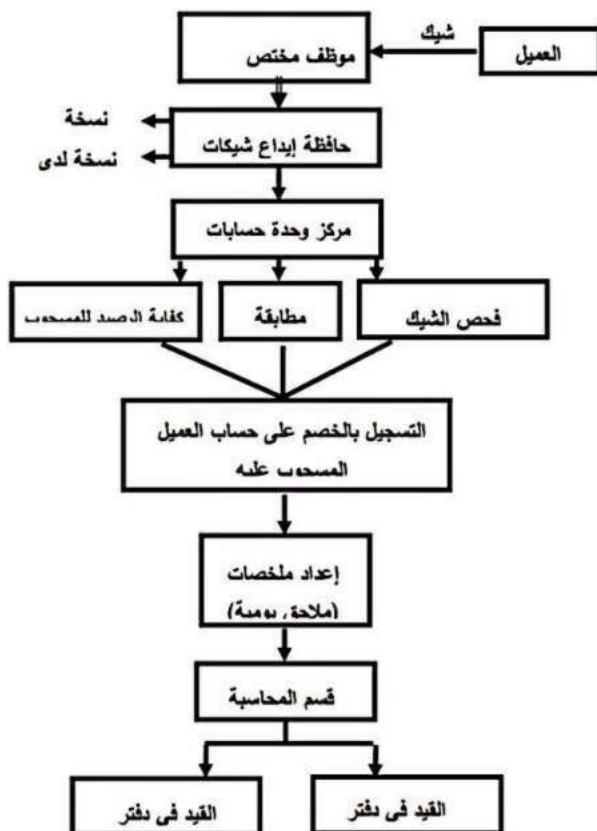 شيك
العميل
موظف مختص
نسخة
حافظة إيداع شيكات
نسخة لدى
مركز وحدة حسابات
فحص الشيك
مطابقة
كفاية الرصيد للمسحوب
التسجيل بالخصم على حساب العميل
المسحوب عليه
إعداد ملخصات
(ملاحق يومية)
قسم المحاسبة
القيد فى دفتر
القيد فى دفتر